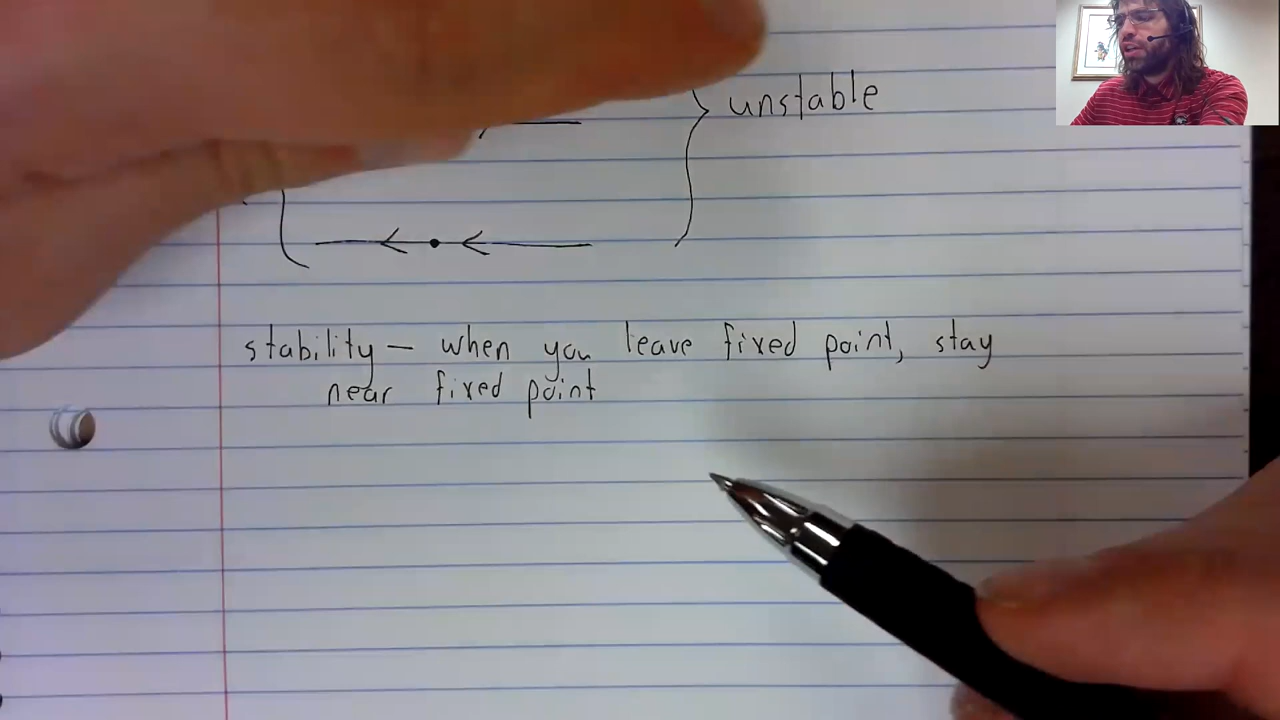 unstable
stability — when you leave fixed point, stay
near fixed point